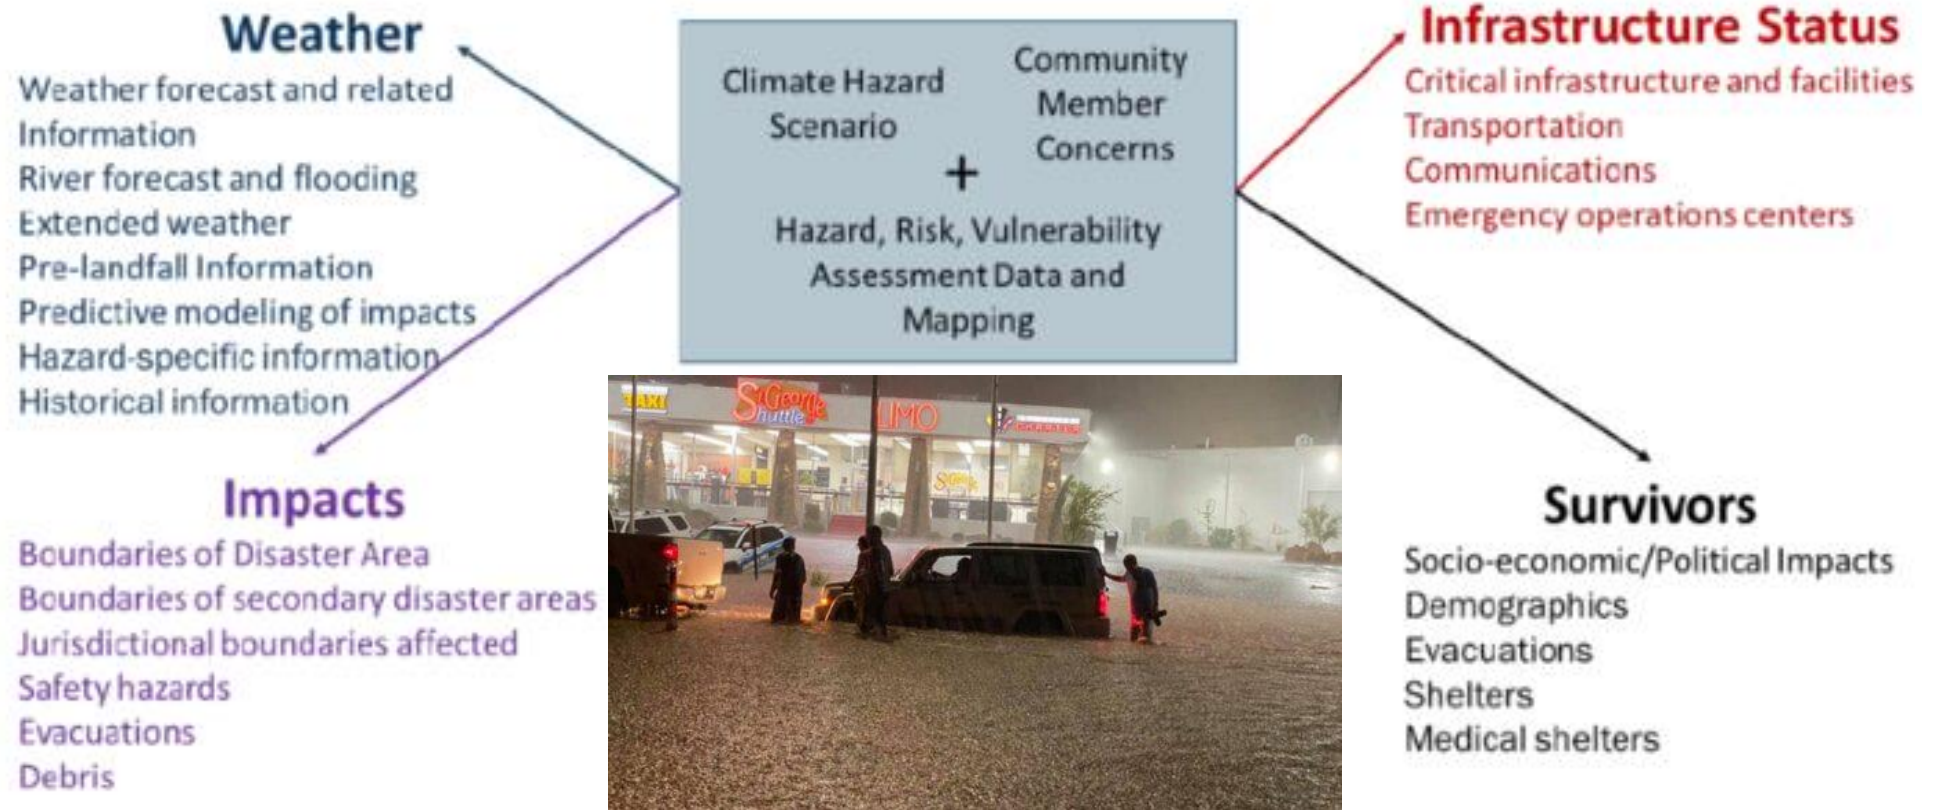 Weather
Weather forecast and related
Information
River forecast and flooding
Extended weather
Pre-landfall Information
Predictive modeling of impacts
Hazard-specific information
Historical information
Impacts
Boundaries of Disaster Area
Boundaries of secondary disaster areas
Jurisdictional boundaries affected
Safety hazards
Evacuations
Debris
Climate Hazard
Scenario
Community
Member
Concerns
+
Hazard, Risk, Vulnerability
Assessment Data and
Mapping
TAXI
St George
Shuttle
LIMO
Infrastructure Status
Critical infrastructure and facilities
Transportation
Communications
Emergency operations centers
Survivors
Socio-economic/Political Impacts
Demographics
Evacuations
Shelters
Medical shelters